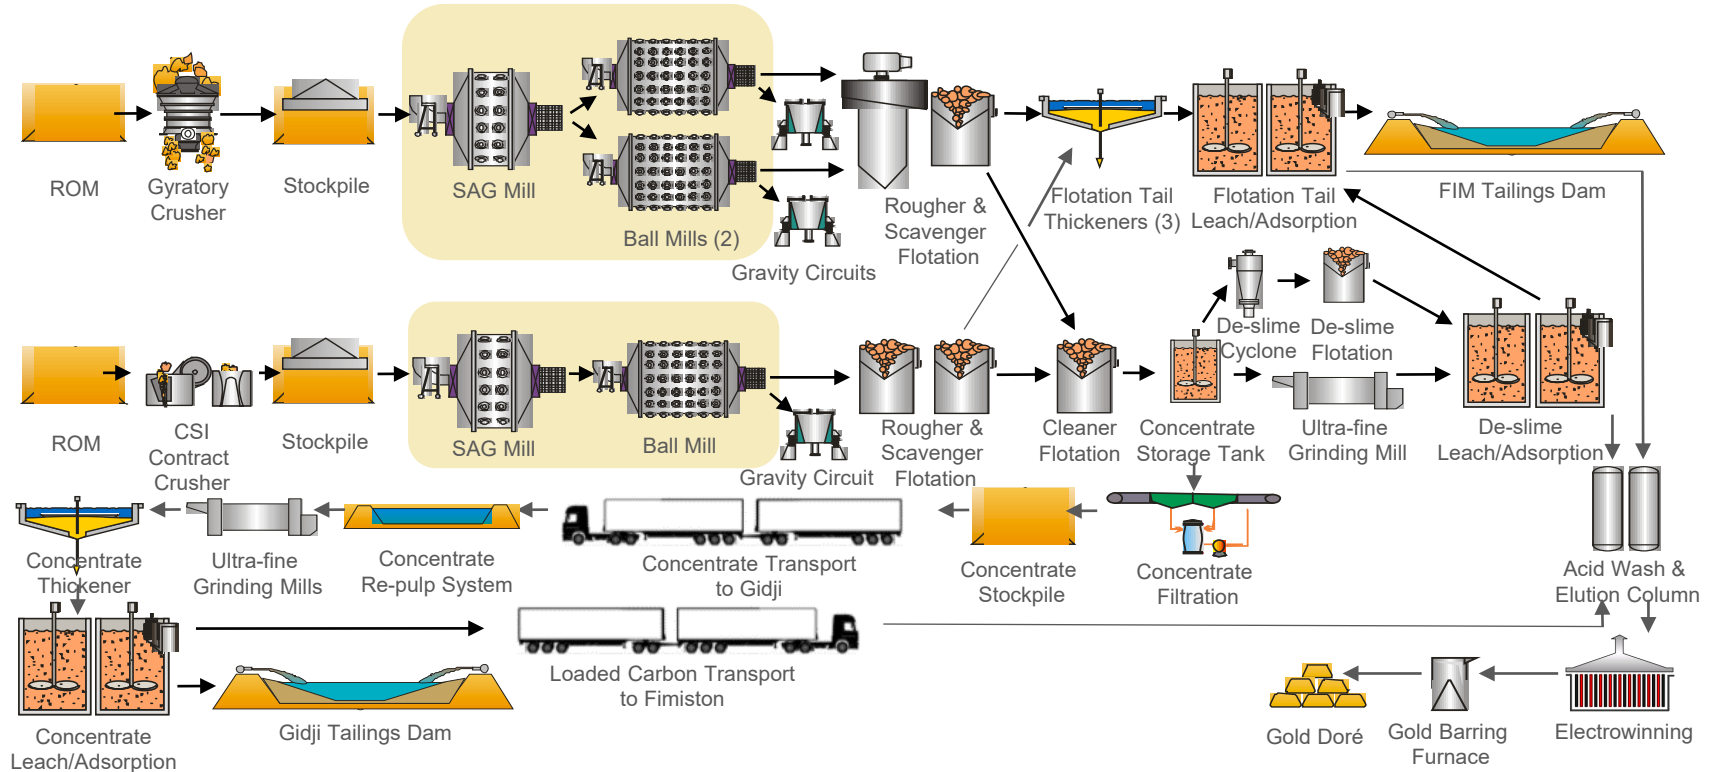 ROM
Gyratory
Crusher
Stockpile
SAG Mill
Ball Mills (2)
Gravity Circuits
Rougher &
Scavenger
Flotation
Flotation Tail
Thickeners (3)
Flotation Tail
Leach/Adsorption
FIM Tailings Dam
De-slime
Cyclone
De-slime
Flotation
ROM
CSI
Contract
Crusher
Stockpile
SAG Mill
Ball Mill
Gravity Circuit
Rougher &
Scavenger
Flotation
Cleaner
Flotation
Concentrate
Storage Tank
Ultra-fine
Grinding Mill
De-slime
Leach/Adsorption
Concentrate
Thickener
Ultra-fine
Grinding Mills
Concentrate
Re-pulp System
Concentrate Transport
to Gidji
Concentrate
Stockpile
Concentrate
Filtration
Acid Wash &
Elution Column
Loaded Carbon Transport
to Fimiston
Concentrate
Leach/Adsorption
Gidji Tailings Dam
Gold Doré
Gold Barring
Furnace
Electrowinning